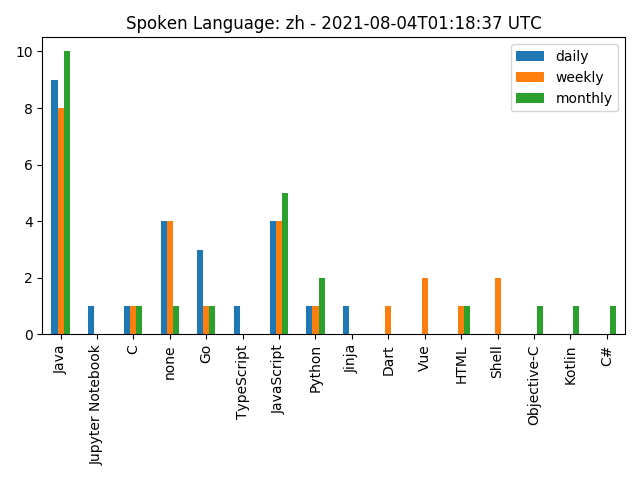 Spoken Language: zh - 2021-08-04T01:18:37 UTC
daily
weekly
monthly
10
8
6
4
2
0
Java
Jupyter Notebook
C
none
Go
TypeScript
JavaScript
Python
Jinja
Dart
Vue
HTML
Shell
Objective-C
Kotlin
C#